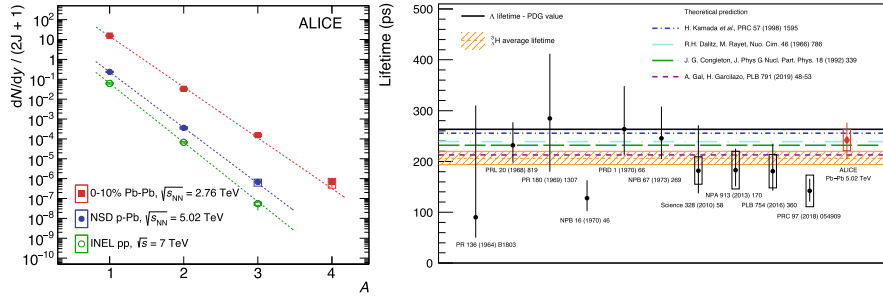 dN/dy / (2J + 1)
ALICE
10³
10²
10
1
10⁻¹
10⁻²
10⁻³
10⁻⁴
10⁻⁵
10⁻⁶
10⁻⁷
10⁻⁸
10⁻⁹
10⁻¹⁰
0-10% Pb-Pb, √sNN = 2.76 TeV
NSD p-Pb, √sNN = 5.02 TeV
INEL pp, √s = 7 TeV
1 2 3 4
A
Lifetime (ps)
500
400
300
200
100
0
Λ lifetime - PDG value
³ΛH average lifetime
Theoretical prediction
H. Kamada et al., PRC 57 (1998) 1595
R.H. Dalitz, M. Rayet, Nuo. Cim. 46 (1966) 786
J. G. Congleton, J. Phys G Nucl. Part. Phys. 18 (1992) 339
A. Gal, H. Garcilazo, PLB 791 (2019) 48-53
PR 136 (1964) B1803
PRL 20 (1968) 819
PR 180 (1969) 1307
NPB 16 (1970) 46
PRD 1 (1970) 66
NPB 67 (1973) 269
Science 328 (2010) 58
NPA 913 (2013) 170
PLB 754 (2016) 360
PRC 97 (2018) 054909
ALICE
Pb-Pb 5.02 TeV